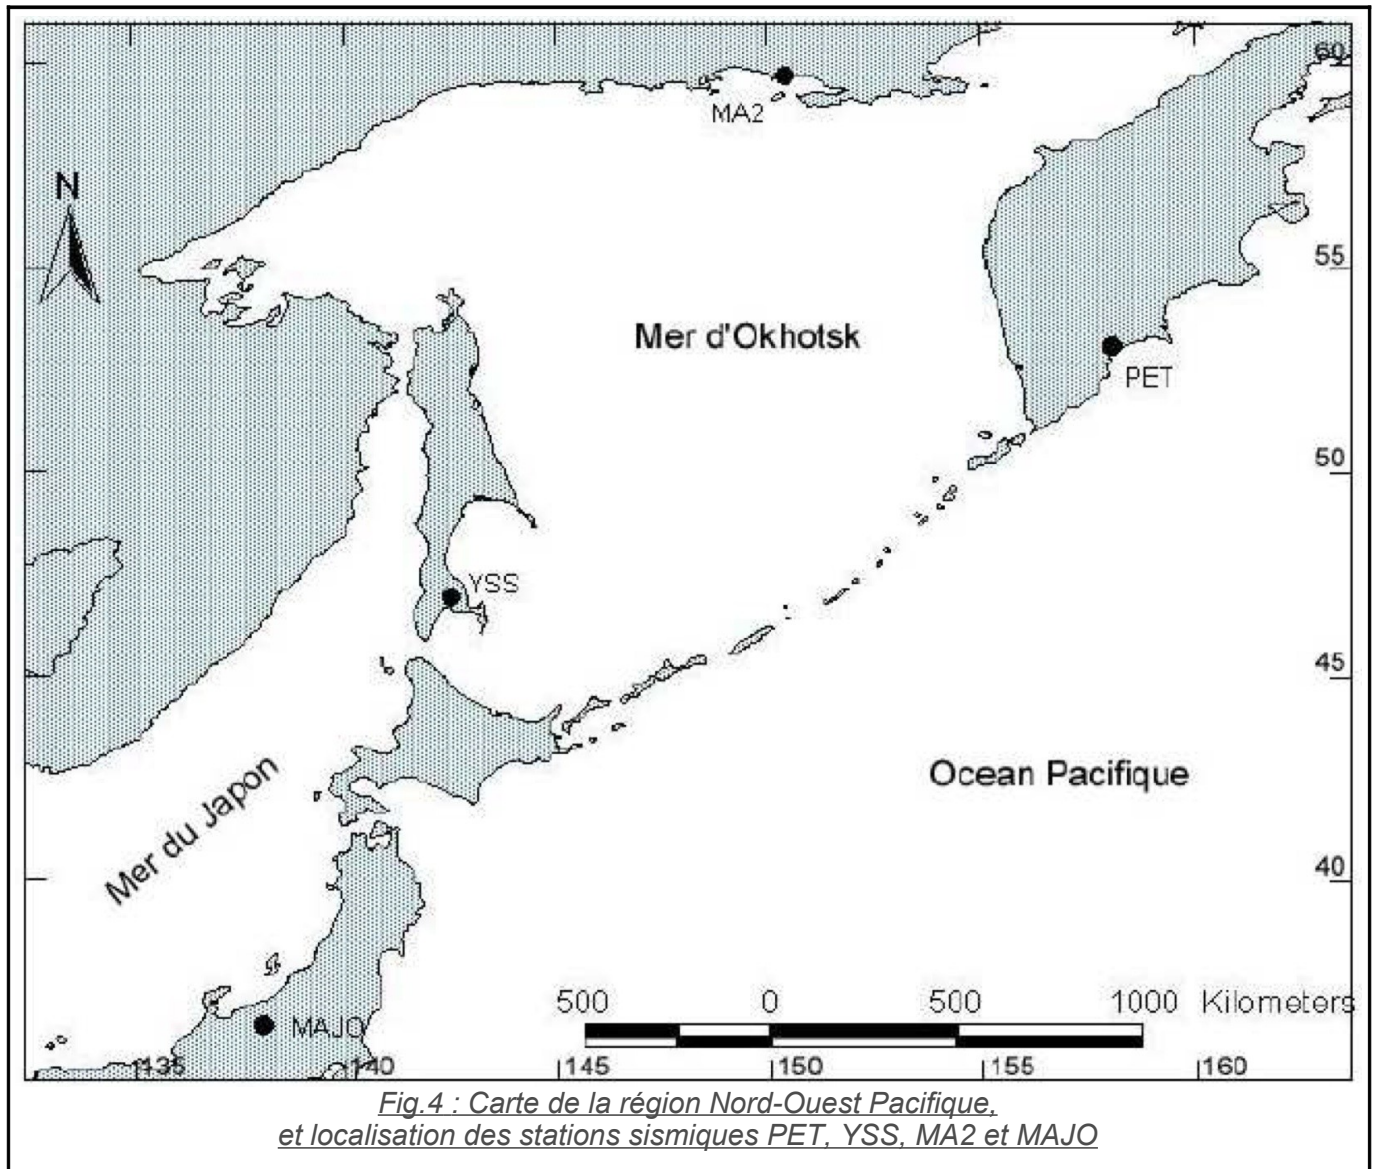 60
MA2
N
55
Mer d'Okhotsk
PET
50
YSS
45
Mer du Japon
Ocean Pacifique
40
500 0 500 1000 Kilometers
MAJO
135 140 145 150 155 160
Fig.4 : Carte de la région Nord-Ouest Pacifique,
et localisation des stations sismiques PET, YSS, MA2 et MAJO